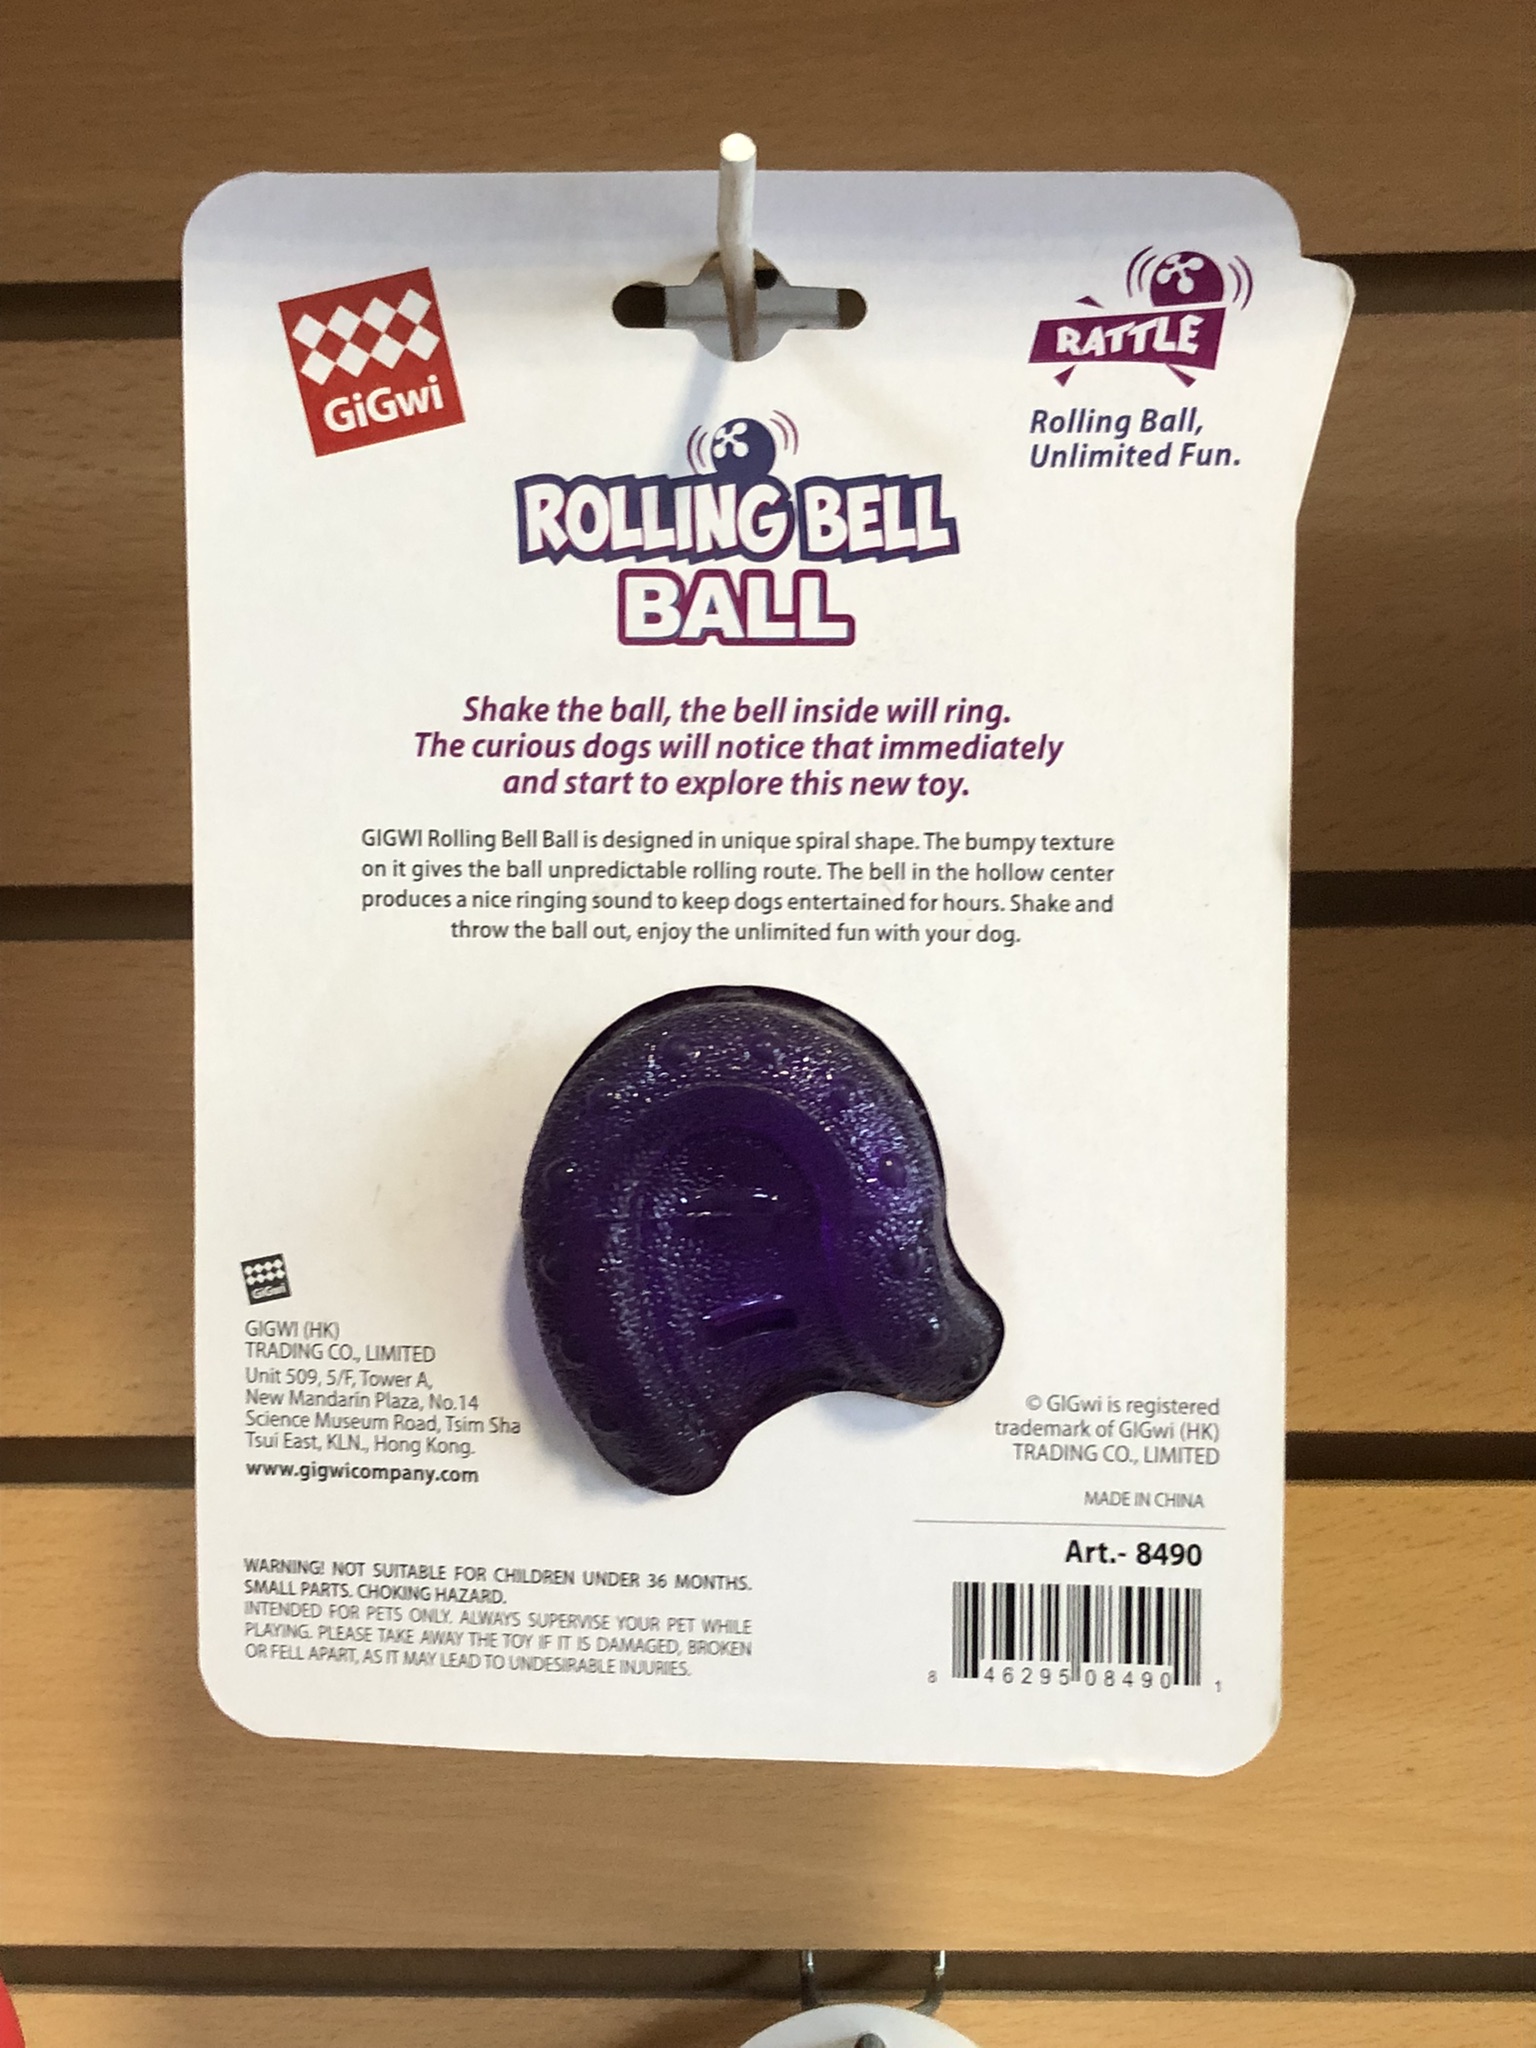 GiGwi
RATTLE
Rolling Ball,
Unlimited Fun.
ROLLING BELL
BALL
Shake the ball, the bell inside will ring.
The curious dogs will notice that immediately
and start to explore this new toy.
GIGWI Rolling Bell Ball is designed in unique spiral shape. The bumpy texture
on it gives the ball unpredictable rolling route. The bell in the hollow center
produces a nice ringing sound to keep dogs entertained for hours. Shake and
throw the ball out, enjoy the unlimited fun with your dog.
GiGwi
GIGWI (HK)
TRADING CO., LIMITED
Unit 509, 5/F, Tower A,
New Mandarin Plaza, No.14
Science Museum Road, Tsim Sha
Tsui East, KLN., Hong Kong.
www.gigwicompany.com
© GIGwi is registered
trademark of GIGwi (HK)
TRADING CO., LIMITED
MADE IN CHINA
WARNING! NOT SUITABLE FOR CHILDREN UNDER 36 MONTHS.
SMALL PARTS. CHOKING HAZARD.
INTENDED FOR PETS ONLY. ALWAYS SUPERVISE YOUR PET WHILE
PLAYING. PLEASE TAKE AWAY THE TOY IF IT IS DAMAGED, BROKEN
OR FELL APART, AS IT MAY LEAD TO UNDESIRABLE INJURIES.
Art.- 8490
8 46295 08490 1